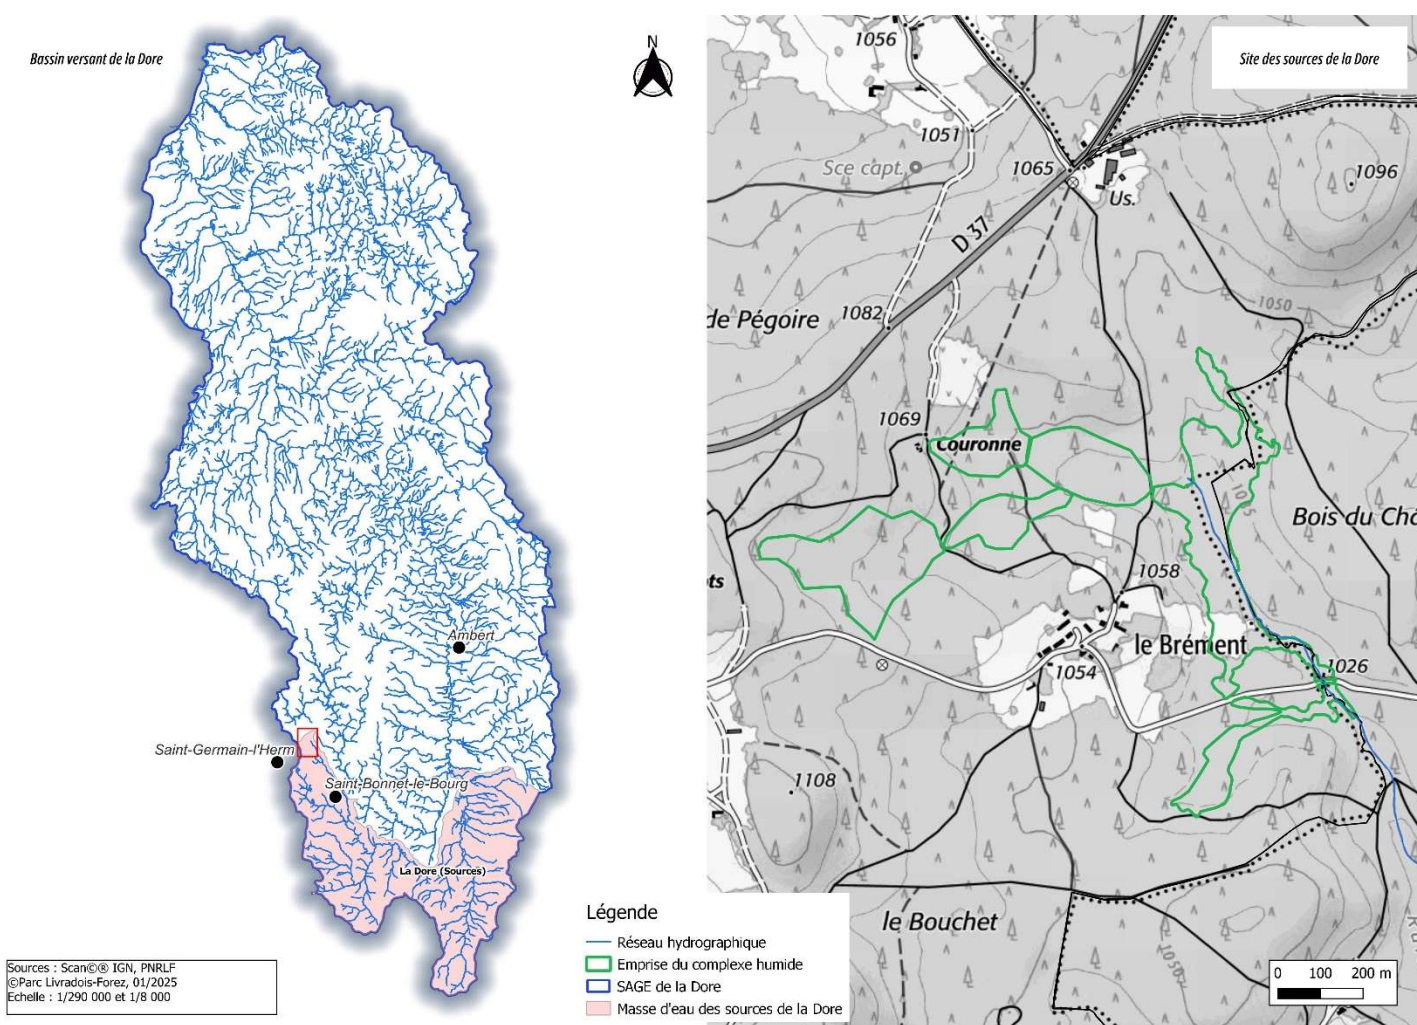 Bassin versant de la Dore
N
Ambert
Saint-Germain-l'Herm
Saint-Bonnet-le-Bourg
La Dore (Sources)
Sources : Scan©® IGN, PNRLF
©Parc Livradois-Forez, 01/2025
Echelle : 1/290 000 et 1/8 000
Légende
Réseau hydrographique
Emprise du complexe humide
SAGE de la Dore
Masse d'eau des sources de la Dore
Site des sources de la Dore
1056
1051
Sce capt.
1065
Us.
1096
D 37
1050
de Pégoire
1082
1069
Couronne
Bois du Cho
ts
1058
le Brément
1054
1026
1108
le Bouchet
1050
0 100 200 m